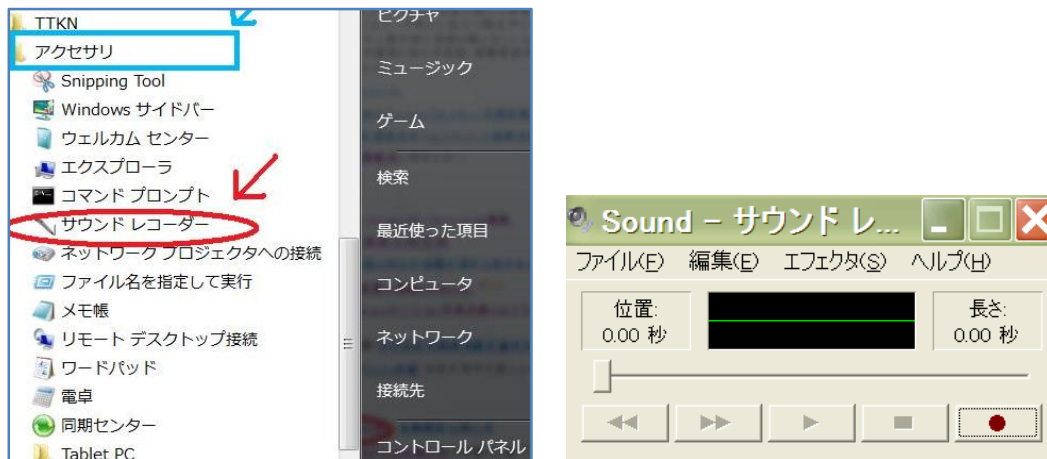 TTKN
アクセサリ
Snipping Tool
Windows サイドバー
ウェルカム センター
エクスプローラ
コマンド プロンプト
サウンド レコーダー
ネットワーク プロジェクタへの接続
ファイル名を指定して実行
メモ帳
リモート デスクトップ接続
ワードパッド
電卓
同期センター
Tablet PC
ピクチャ
ミュージック
ゲーム
検索
最近使った項目
コンピュータ
ネットワーク
接続先
コントロール パネル
Sound – サウンド レ...
ファイル(F) 編集(E) エフェクタ(S) ヘルプ(H)
位置:
0.00 秒
長さ:
0.00 秒